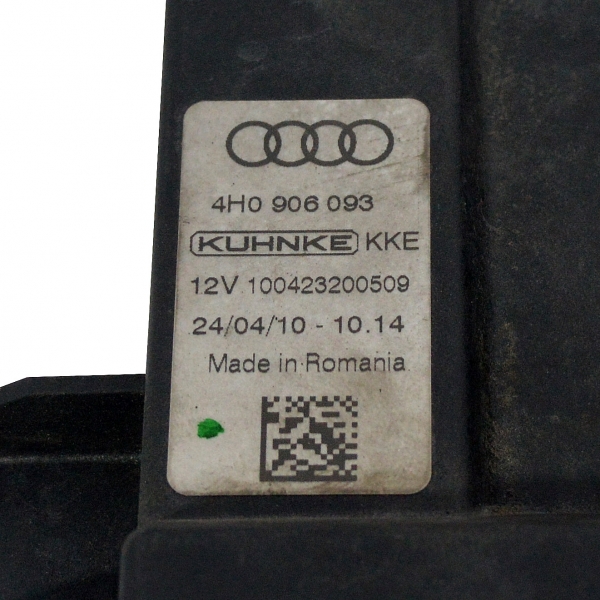 4H0 906 093
KUHNKE KKE
12V 100423200509
24/04/10 - 10.14
Made in Romania